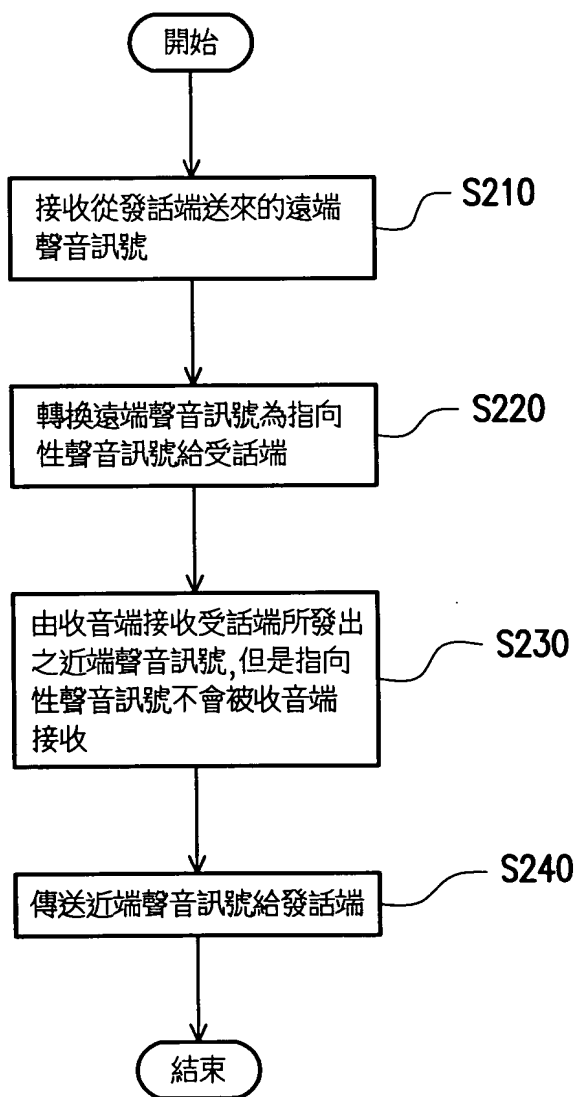 開始
接收從發話端送來的遠端
聲音訊號
S210
轉換遠端聲音訊號為指向
性聲音訊號給受話端
S220
由收音端接收受話端所發出
之近端聲音訊號,但是指向
性聲音訊號不會被收音端
接收
S230
傳送近端聲音訊號給發話端
S240
結束